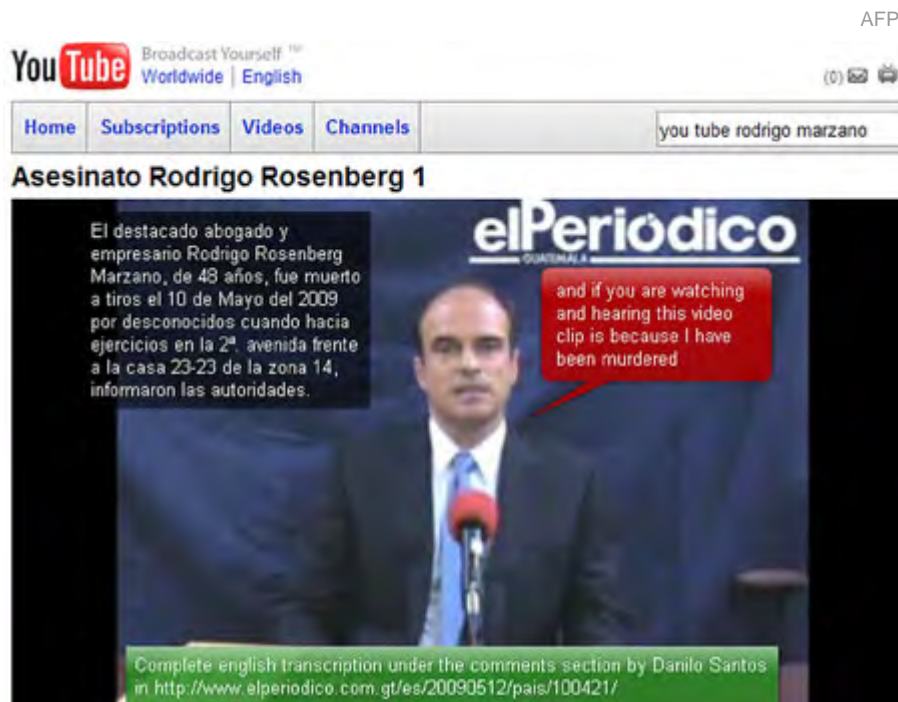 AFP
You Tube Broadcast Yourself TM
Worldwide | English
(0)
Home Subscriptions Videos Channels
you tube rodrigo marzano
Asesinato Rodrigo Rosenberg 1
El destacado abogado y
empresario Rodrigo Rosenberg
Marzano, de 48 años, fue muerto
a tiros el 10 de Mayo del 2009
por desconocidos cuando hacia
ejercicios en la 2ª. avenida frente
a la casa 23-23 de la zona 14,
informaron las autoridades.
elPeriódico
GUATEMALA
and if you are watching
and hearing this video
clip is because I have
been murdered
Complete english transcription under the comments section by Danilo Santos
in http://www.elperiodico.com.gt/es/20090512/pais/100421/